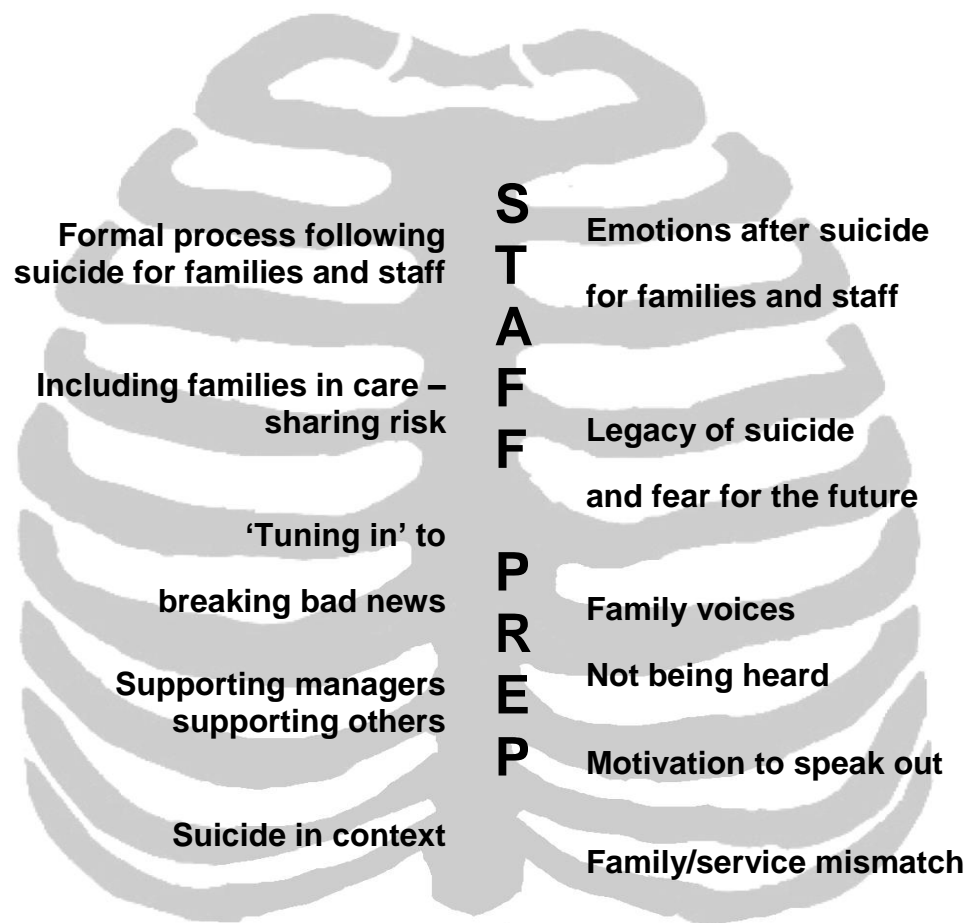 Formal process following
suicide for families and staff
Including families in care –
sharing risk
‘Tuning in’ to
breaking bad news
Supporting managers
supporting others
Suicide in context
S
T
A
F
F
P
R
E
P
Emotions after suicide
for families and staff
Legacy of suicide
and fear for the future
Family voices
Not being heard
Motivation to speak out
Family/service mismatch